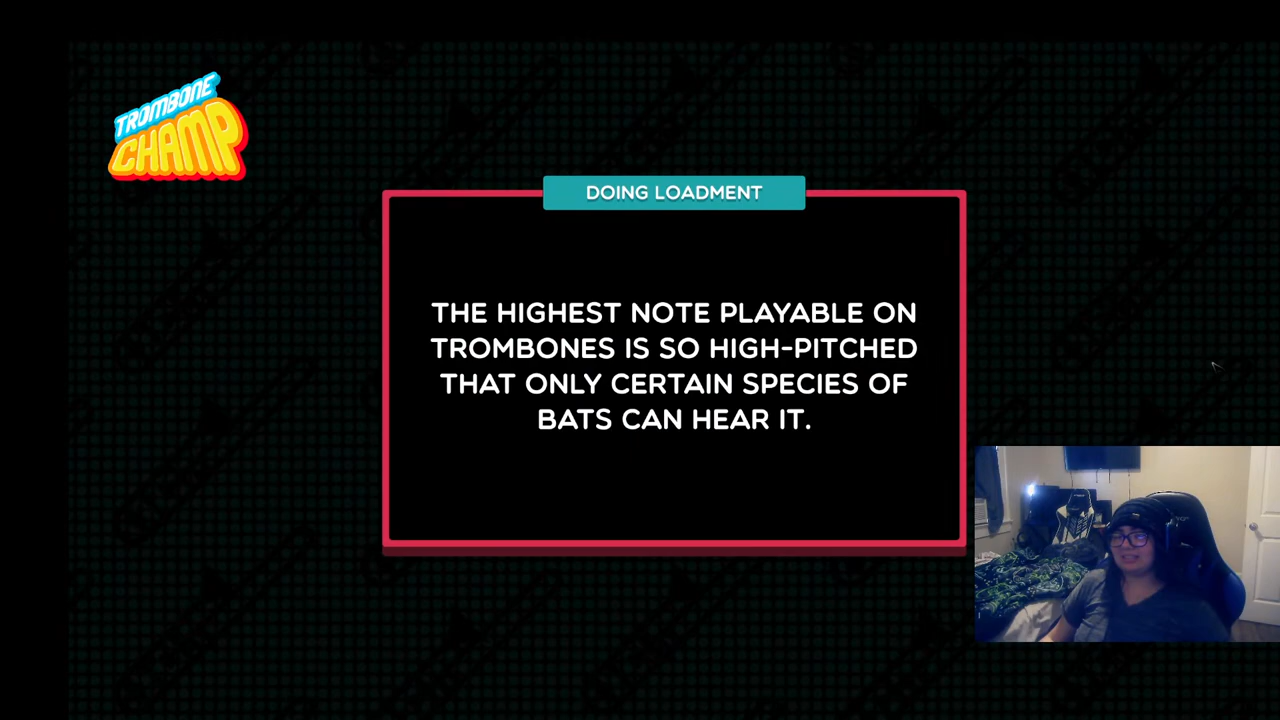 TROMBONE
CHAMP
DOING LOADMENT
THE HIGHEST NOTE PLAYABLE ON
TROMBONES IS SO HIGH-PITCHED
THAT ONLY CERTAIN SPECIES OF
BATS CAN HEAR IT.